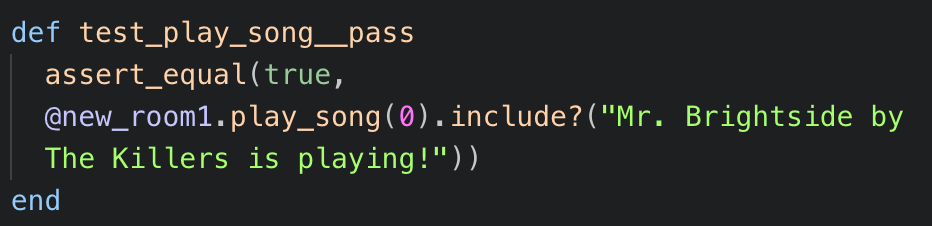 def test_play_song__pass
assert_equal(true,
@new_room1.play_song(0).include?("Mr. Brightside by
The Killers is playing!"))
end